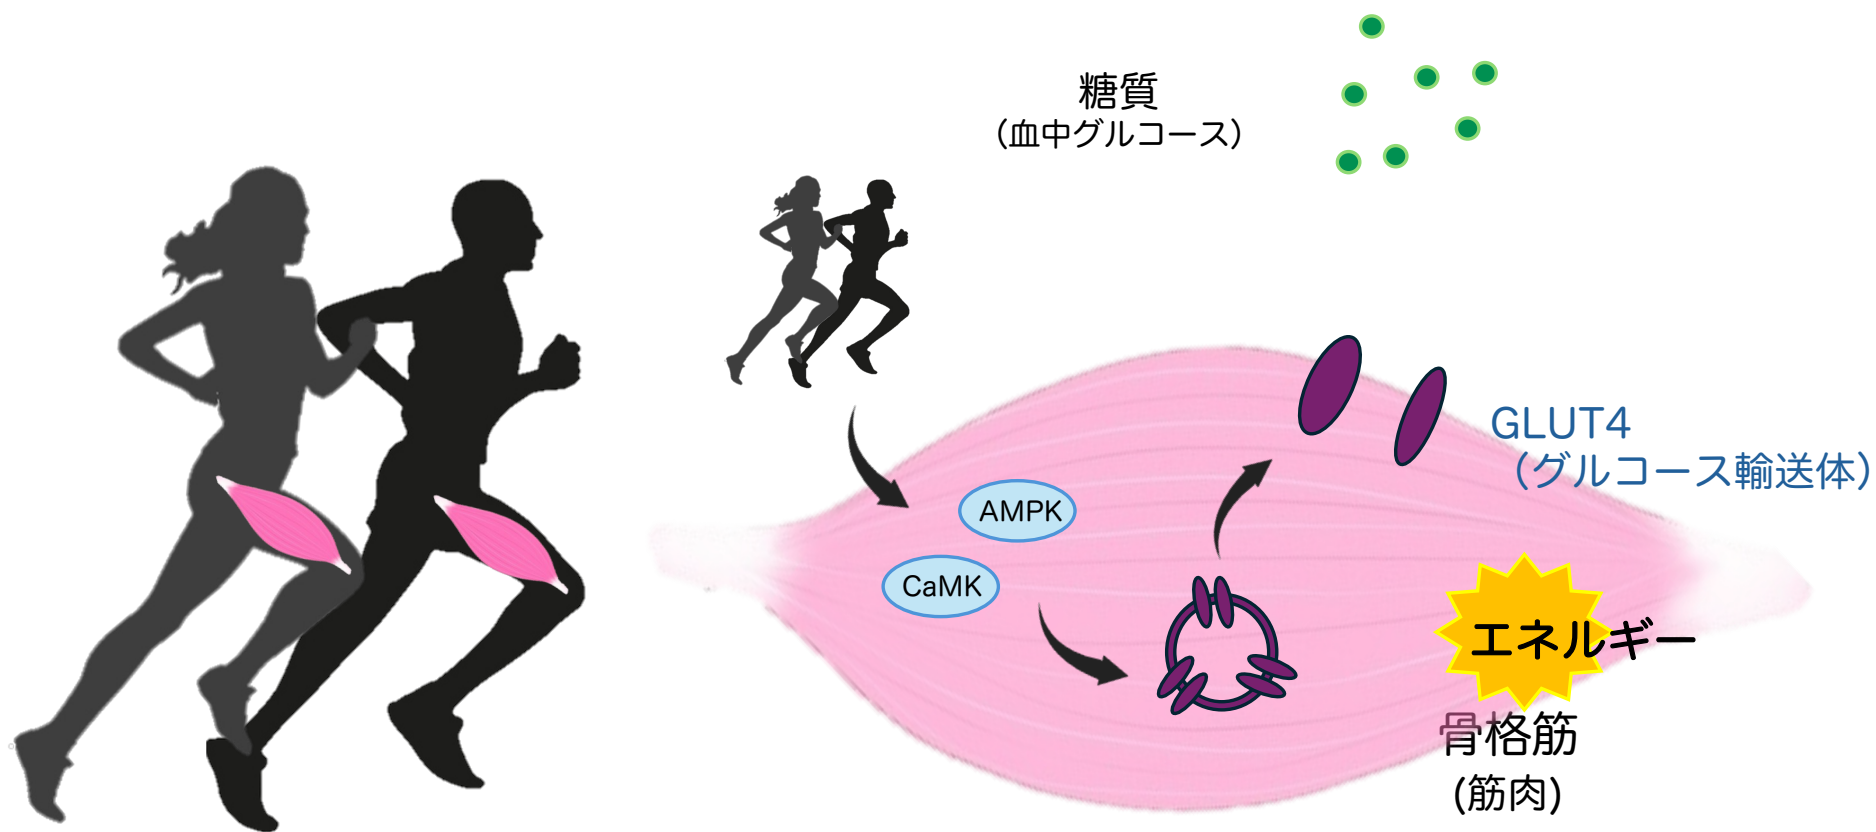 糖質
（血中グルコース）
GLUT4
（グルコース輸送体）
AMPK
CaMK
エネルギー
骨格筋
(筋肉)